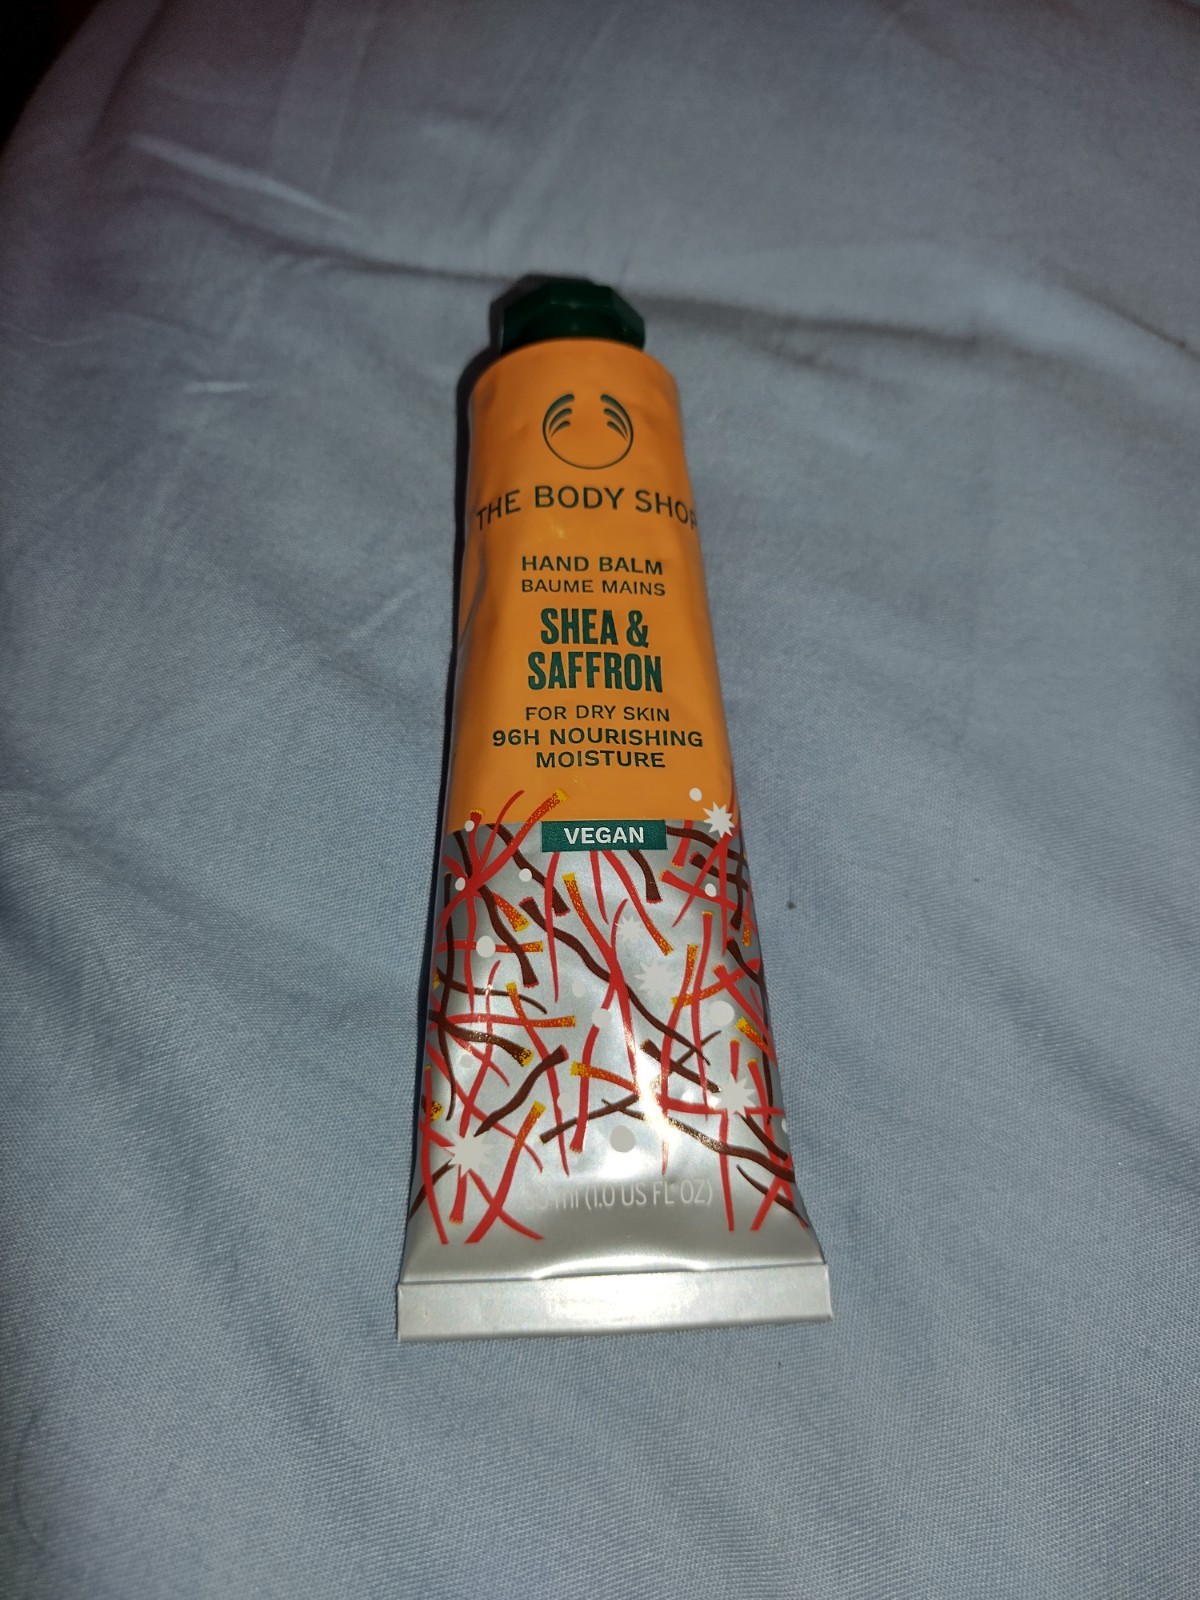 THE BODY SHOP
HAND BALM
BAUME MAINS
SHEA &
SAFFRON
FOR DRY SKIN
96H NOURISHING
MOISTURE
VEGAN
ml (1.0 US FL OZ)